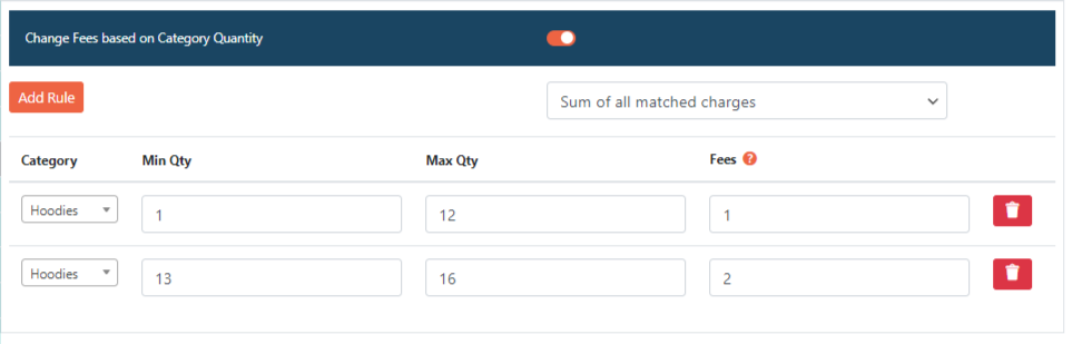 Change Fees based on Category Quantity
Add Rule
Sum of all matched charges
Category Min Qty Max Qty Fees ?
Hoodies 1 12 1
Hoodies 13 16 2